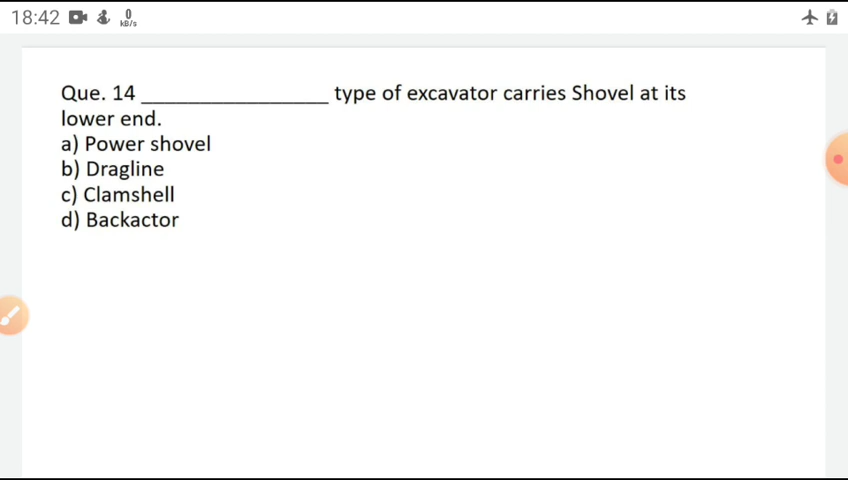 18:42 0 kB/s
Que. 14 _________________ type of excavator carries Shovel at its
lower end.
a) Power shovel
b) Dragline
c) Clamshell
d) Backactor